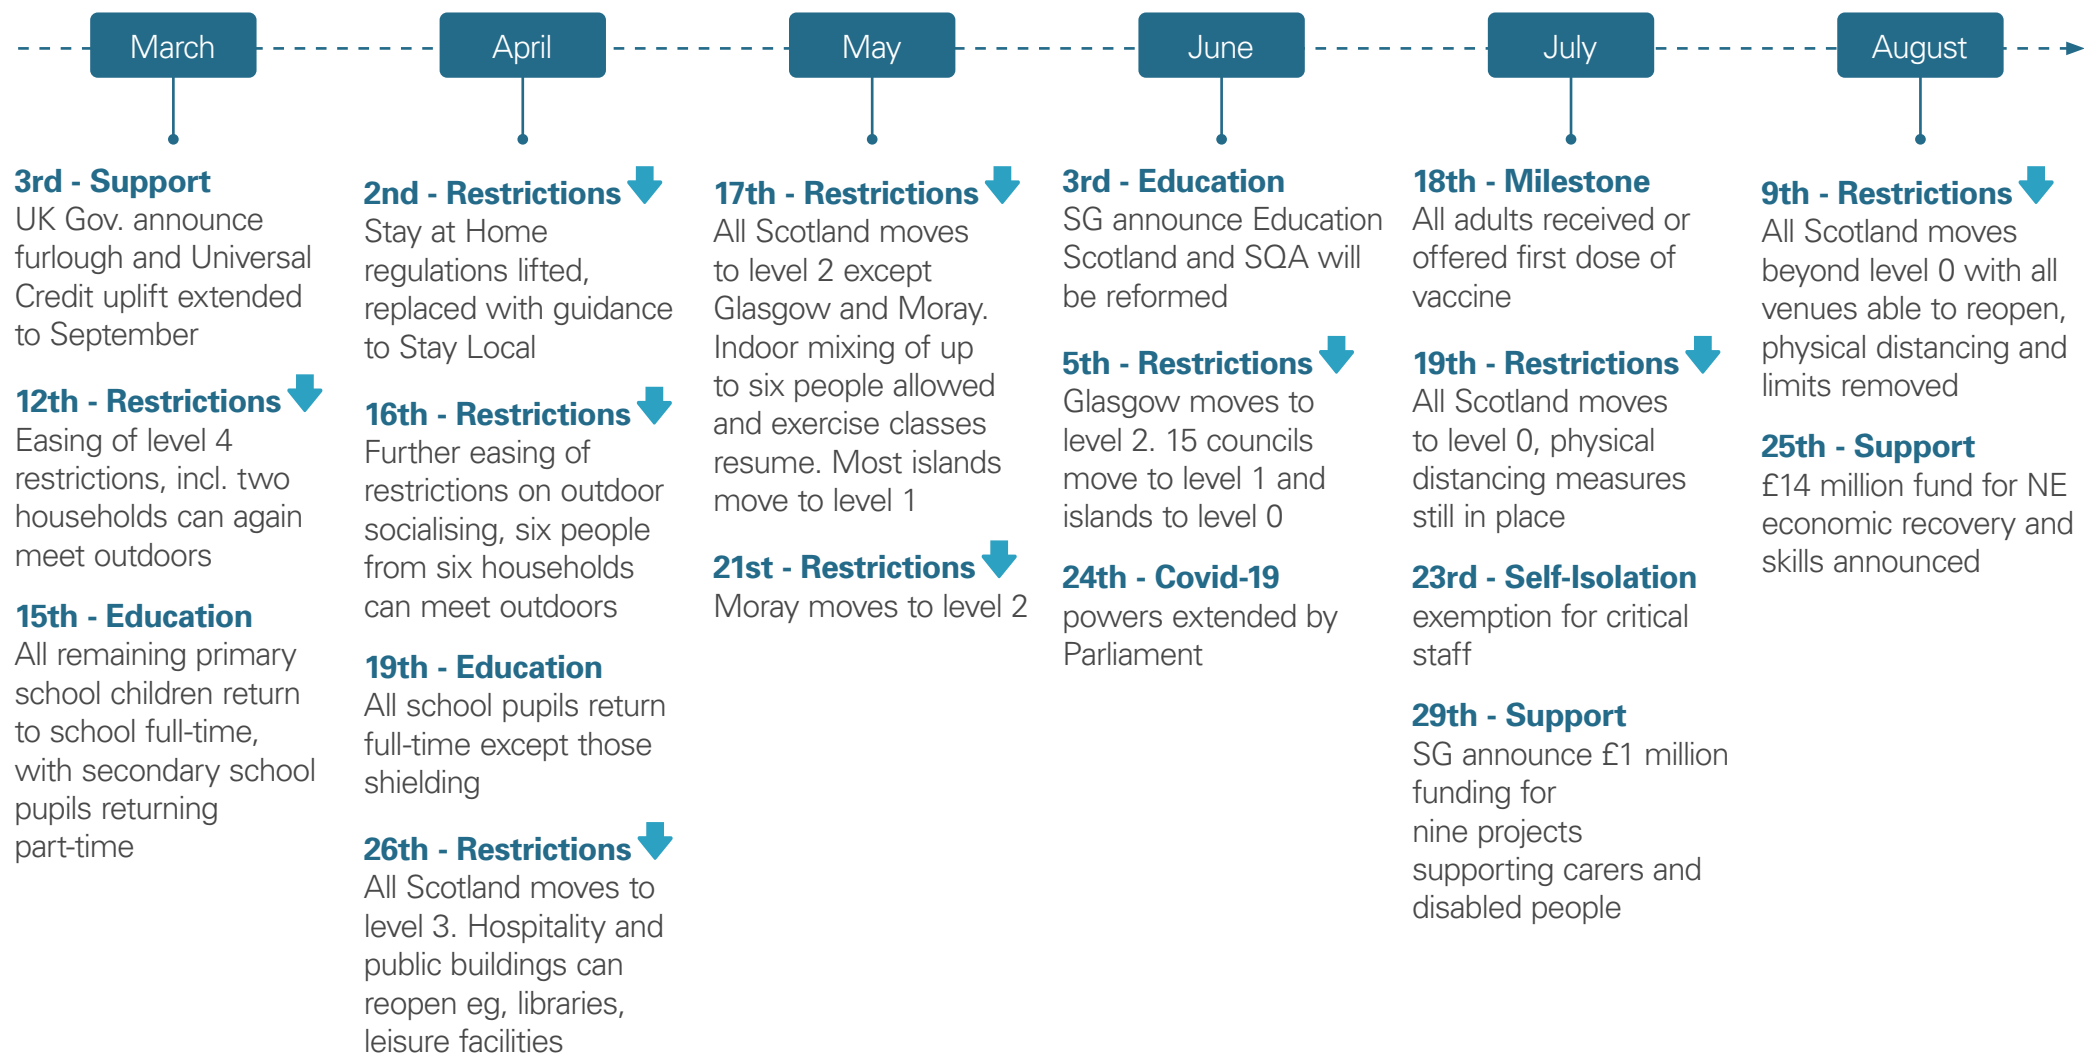 March
April
May
June
July
August
3rd - Support
UK Gov. announce
furlough and Universal
Credit uplift extended
to September
12th - Restrictions
Easing of level 4
restrictions, incl. two
households can again
meet outdoors
15th - Education
All remaining primary
school children return
to school full-time,
with secondary school
pupils returning
part-time
2nd - Restrictions
Stay at Home
regulations lifted,
replaced with guidance
to Stay Local
16th - Restrictions
Further easing of
restrictions on outdoor
socialising, six people
from six households
can meet outdoors
19th - Education
All school pupils return
full-time except those
shielding
26th - Restrictions
All Scotland moves to
level 3. Hospitality and
public buildings can
reopen eg, libraries,
leisure facilities
17th - Restrictions
All Scotland moves
to level 2 except
Glasgow and Moray.
Indoor mixing of up
to six people allowed
and exercise classes
resume. Most islands
move to level 1
21st - Restrictions
Moray moves to level 2
3rd - Education
SG announce Education
Scotland and SQA will
be reformed
5th - Restrictions
Glasgow moves to
level 2. 15 councils
move to level 1 and
islands to level 0
24th - Covid-19
powers extended by
Parliament
18th - Milestone
All adults received or
offered first dose of
vaccine
19th - Restrictions
All Scotland moves
to level 0, physical
distancing measures
still in place
23rd - Self-Isolation
exemption for critical
staff
29th - Support
SG announce £1 million
funding for
nine projects
supporting carers and
disabled people
9th - Restrictions
All Scotland moves
beyond level 0 with all
venues able to reopen,
physical distancing and
limits removed
25th - Support
£14 million fund for NE
economic recovery and
skills announced